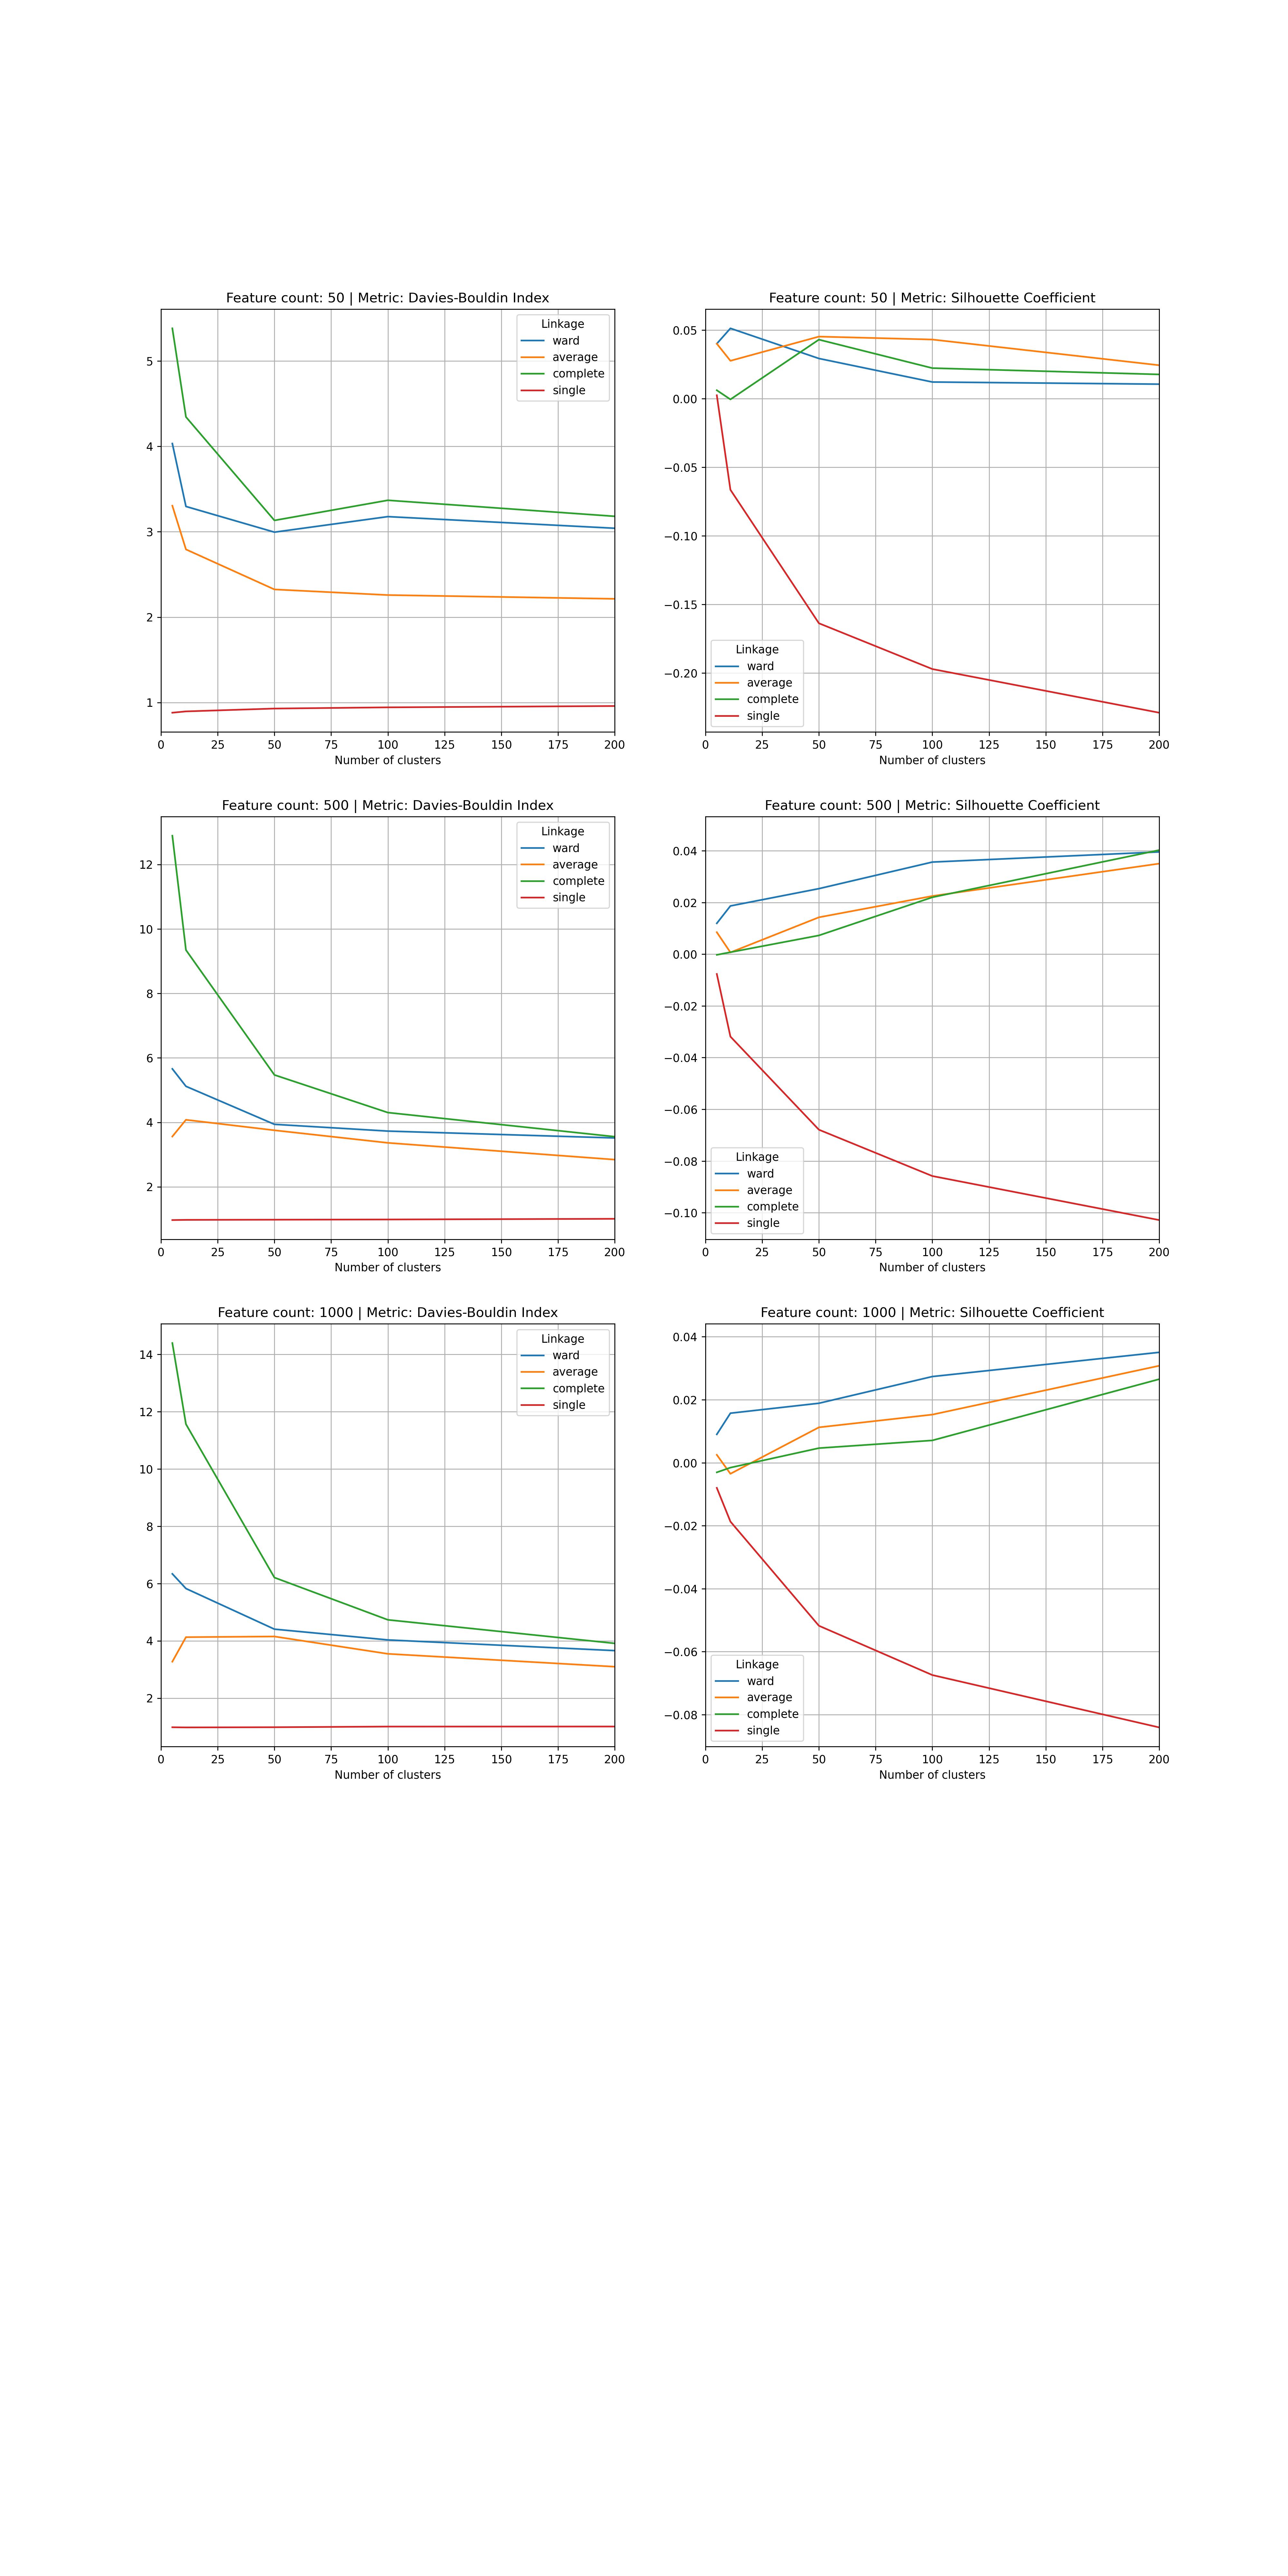 Feature count: 50 | Metric: Davies-Bouldin Index
Linkage
ward
average
complete
single
5
4
3
2
1
0 25 50 75 100 125 150 175 200
Number of clusters
Feature count: 50 | Metric: Silhouette Coefficient
0.05
0.00
−0.05
−0.10
−0.15
−0.20
Linkage
ward
average
complete
single
0 25 50 75 100 125 150 175 200
Number of clusters
Feature count: 500 | Metric: Davies-Bouldin Index
Linkage
ward
average
complete
single
12
10
8
6
4
2
0 25 50 75 100 125 150 175 200
Number of clusters
Feature count: 500 | Metric: Silhouette Coefficient
0.04
0.02
0.00
−0.02
−0.04
−0.06
−0.08
−0.10
Linkage
ward
average
complete
single
0 25 50 75 100 125 150 175 200
Number of clusters
Feature count: 1000 | Metric: Davies-Bouldin Index
Linkage
ward
average
complete
single
14
12
10
8
6
4
2
0 25 50 75 100 125 150 175 200
Number of clusters
Feature count: 1000 | Metric: Silhouette Coefficient
0.04
0.02
0.00
−0.02
−0.04
−0.06
−0.08
Linkage
ward
average
complete
single
0 25 50 75 100 125 150 175 200
Number of clusters